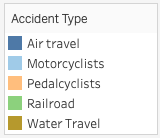 Accident Type
Air travel
Motorcyclists
Pedalcyclists
Railroad
Water Travel